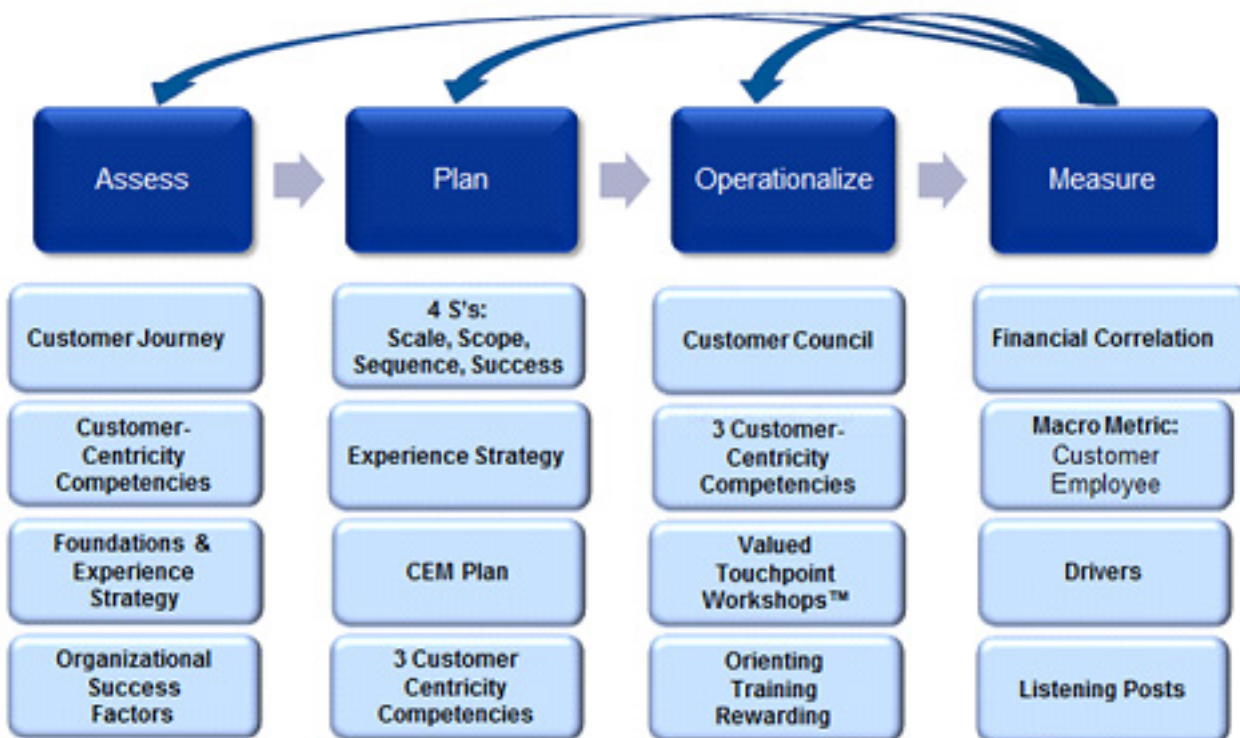 Assess
Plan
Operationalize
Measure
Customer Journey
4 S's:
Scale, Scope,
Sequence, Success
Customer Council
Financial Correlation
Customer-
Centricity
Competencies
Experience Strategy
3 Customer-
Centricity
Competencies
Macro Metric:
Customer
Employee
Foundations &
Experience
Strategy
CEM Plan
Valued
Touchpoint
Workshops™
Drivers
Organizational
Success
Factors
3 Customer
Centricity
Competencies
Orienting
Training
Rewarding
Listening Posts